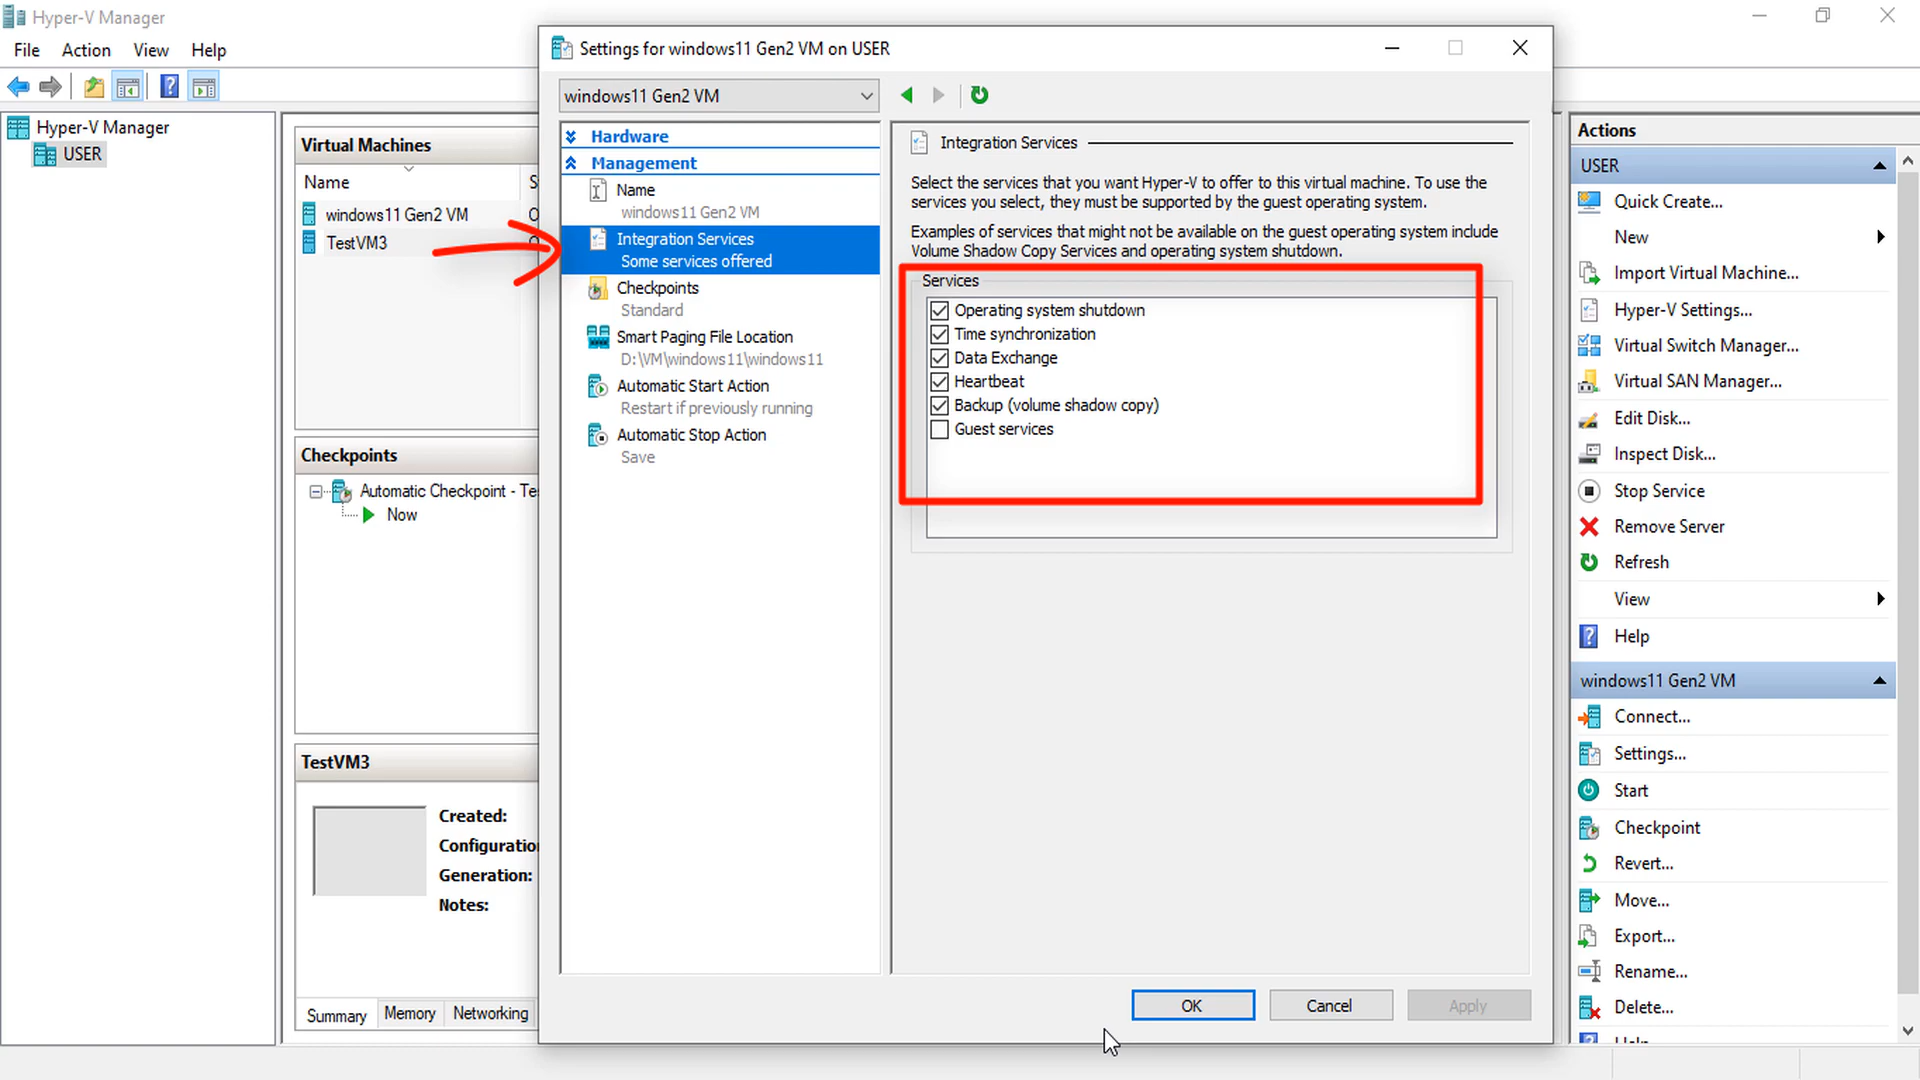 Hyper-V Manager
File Action View Help
Hyper-V Manager
USER
Virtual Machines
Name S
windows11 Gen2 VM O
TestVM3
Checkpoints
Automatic Checkpoint - Te
Now
TestVM3
Created:
Configuratio
Generation:
Notes:
Summary Memory Networking
Settings for windows11 Gen2 VM on USER
windows11 Gen2 VM
Hardware
Management
Name
windows11 Gen2 VM
Integration Services
Some services offered
Checkpoints
Standard
Smart Paging File Location
D:\VM\windows11\windows11
Automatic Start Action
Restart if previously running
Automatic Stop Action
Save
Integration Services
Select the services that you want Hyper-V to offer to this virtual machine. To use the
services you select, they must be supported by the guest operating system.
Examples of services that might not be available on the guest operating system include
Volume Shadow Copy Services and operating system shutdown.
Services
Operating system shutdown
Time synchronization
Data Exchange
Heartbeat
Backup (volume shadow copy)
Guest services
OK Cancel Apply
Actions
USER
Quick Create...
New
Import Virtual Machine...
Hyper-V Settings...
Virtual Switch Manager...
Virtual SAN Manager...
Edit Disk...
Inspect Disk...
Stop Service
Remove Server
Refresh
View
Help
windows11 Gen2 VM
Connect...
Settings...
Start
Checkpoint
Revert...
Move...
Export...
Rename...
Delete...